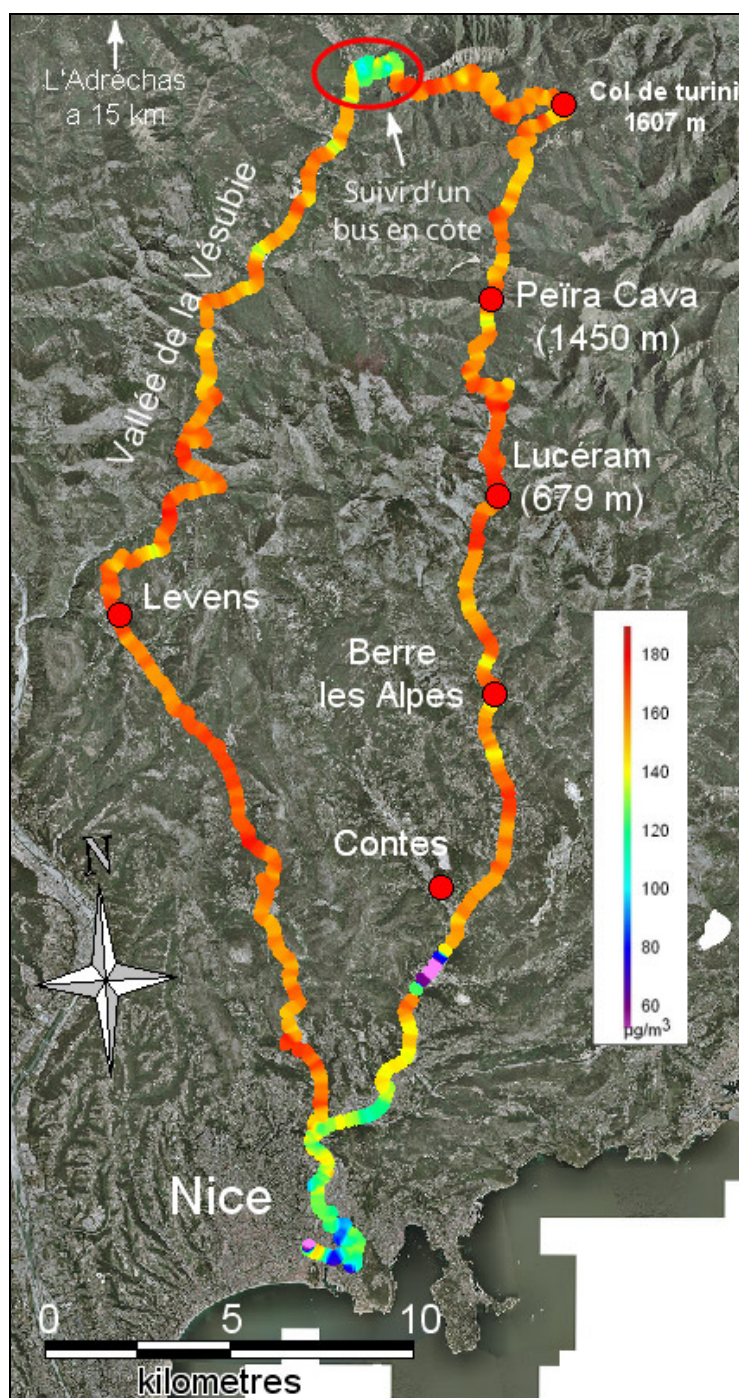 L'Adréchas
a 15 km
Col de turini
1607 m
Suivi d'un
bus en côte
Vallée de la Vésubie
Peïra Cava
(1450 m)
Lucéram
(679 m)
Levens
Berre
les Alpes
180
160
140
120
100
80
60
µg/m³
Contes
N
Nice
0 5 10
kilometres